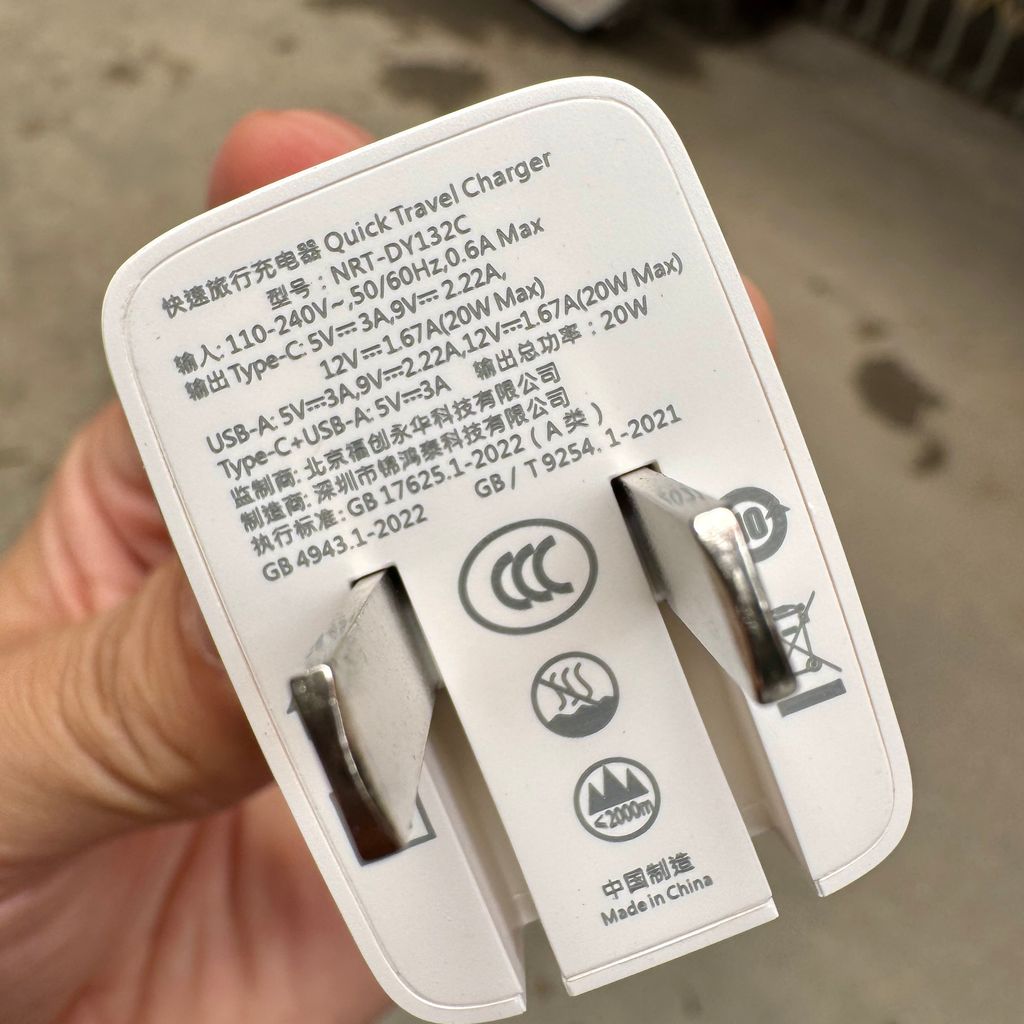 快速旅行充电器 Quick Travel Charger
型号：NRT-DY132C
输入: 110-240V~,50/60Hz,0.6A Max
输出 Type-C: 5V⎓3A,9V⎓2.22A,
12V⎓1.67A(20W Max)
USB-A: 5V⎓3A,9V⎓2.22A,12V⎓1.67A(20W Max)
Type-C+USB-A: 5V⎓3A 输出总功率：20W
监制商: 北京福创永华科技有限公司
制造商: 深圳市锦鸿泰科技有限公司
执行标准: GB 17625.1-2022（A 类）
GB / T 9254. 1-2021
GB 4943.1-2022
CCC
<2000m
中国制造
Made in China